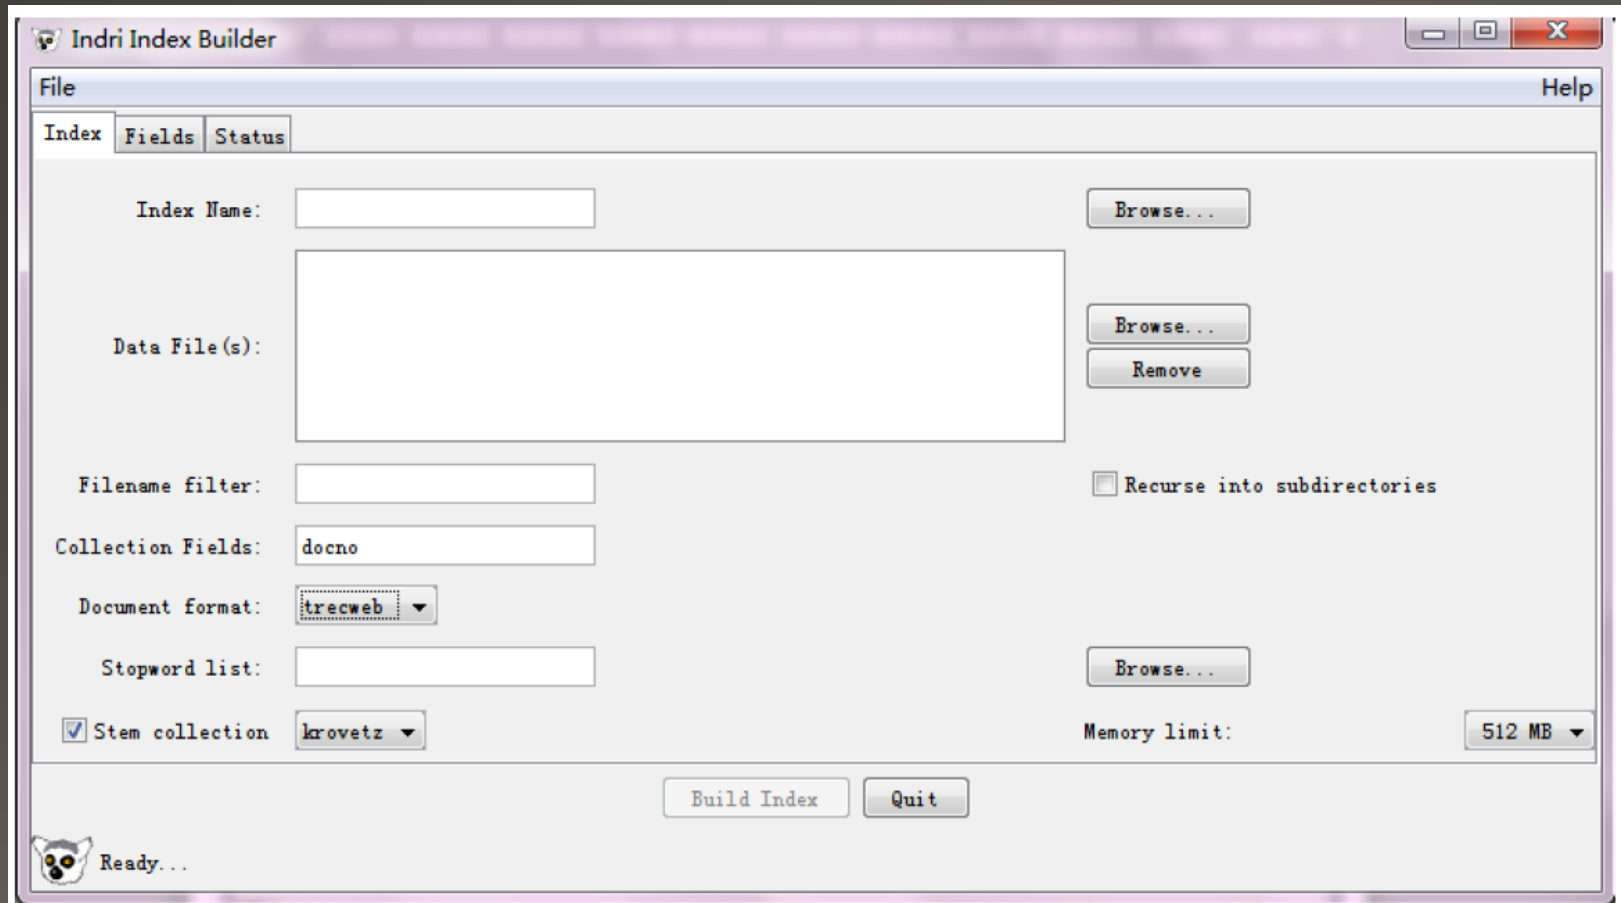 Indri Index Builder
File Help
Index Fields Status
Index Name: Browse...
Data File(s): Browse...
Remove
Filename filter: Recurse into subdirectories
Collection Fields: docno
Document format: trecweb
Stopword list: Browse...
Stem collection krovetz Memory limit: 512 MB
Build Index Quit
Ready...